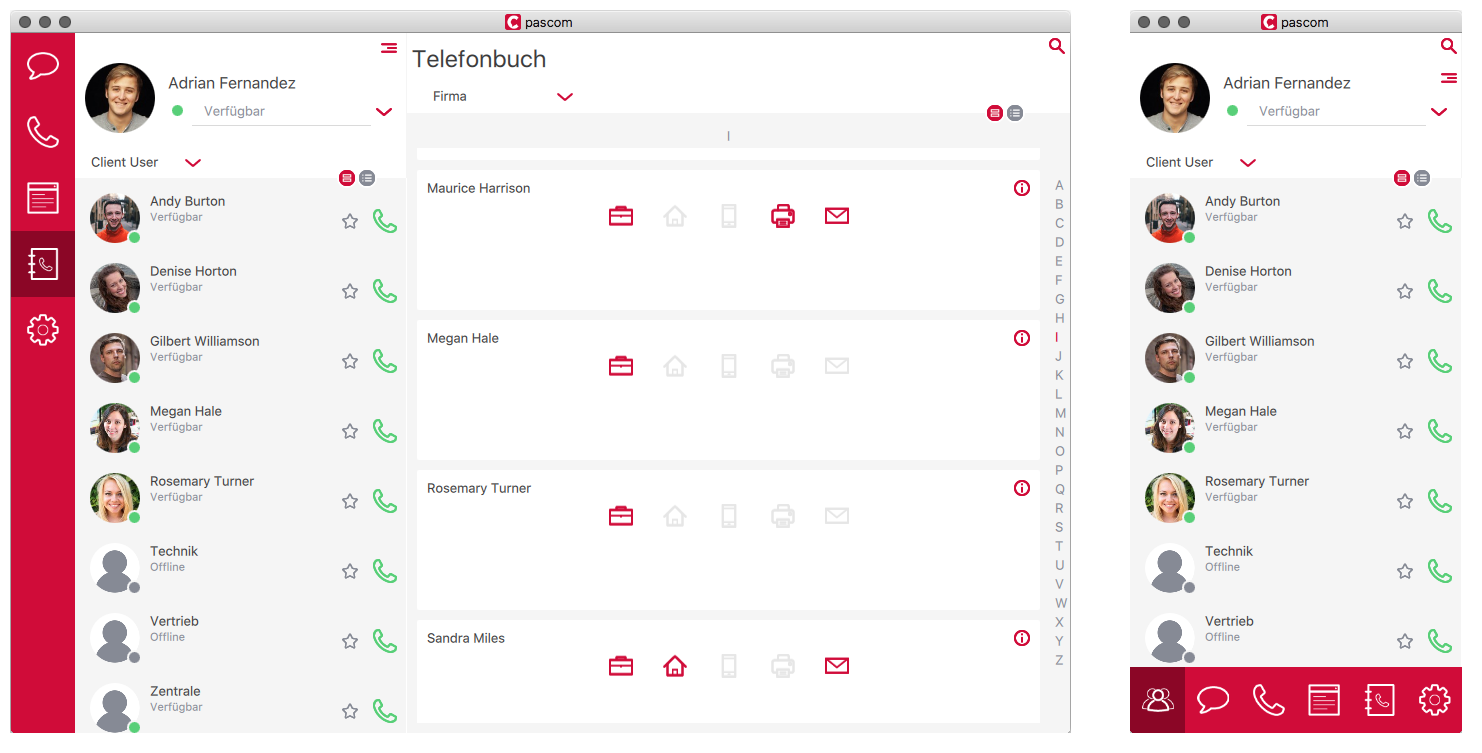 pascom
Adrian Fernandez
Verfügbar
Client User
Andy Burton
Verfügbar
Denise Horton
Verfügbar
Gilbert Williamson
Verfügbar
Megan Hale
Verfügbar
Rosemary Turner
Verfügbar
Technik
Offline
Vertrieb
Offline
Zentrale
Verfügbar
Telefonbuch
Firma
I
Maurice Harrison
Megan Hale
Rosemary Turner
Sandra Miles
A
B
C
D
E
F
G
H
I
J
K
L
M
N
O
P
Q
R
S
T
U
V
W
X
Y
Z
pascom
Adrian Fernandez
Verfügbar
Client User
Andy Burton
Verfügbar
Denise Horton
Verfügbar
Gilbert Williamson
Verfügbar
Megan Hale
Verfügbar
Rosemary Turner
Verfügbar
Technik
Offline
Vertrieb
Offline